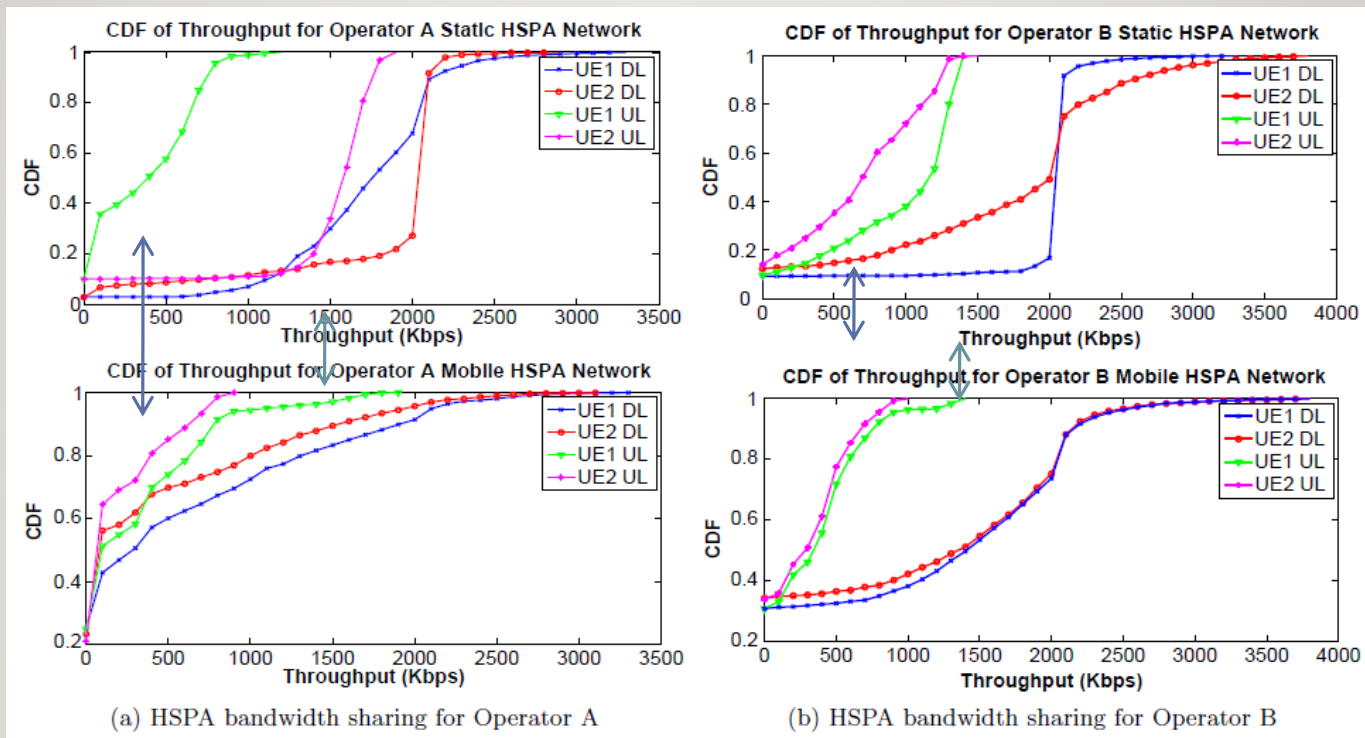 CDF of Throughput for Operator A Static HSPA Network
1
0.8
0.6
0.4
0.2
0
CDF
UE1 DL
UE2 DL
UE1 UL
UE2 UL
0 500 1000 1500 2000 2500 3000 3500
Throughput (Kbps)
CDF of Throughput for Operator A Mobile HSPA Network
1
0.8
0.6
0.4
0.2
CDF
UE1 DL
UE2 DL
UE1 UL
UE2 UL
0 500 1000 1500 2000 2500 3000 3500
Throughput (Kbps)
(a) HSPA bandwidth sharing for Operator A
CDF of Throughput for Operator B Static HSPA Network
1
0.8
0.6
0.4
0.2
0
CDF
UE1 DL
UE2 DL
UE1 UL
UE2 UL
0 500 1000 1500 2000 2500 3000 3500 4000
Throughput (Kbps)
CDF of Throughput for Operator B Mobile HSPA Network
1
0.8
0.6
0.4
0.2
CDF
UE1 DL
UE2 DL
UE1 UL
UE2 UL
0 500 1000 1500 2000 2500 3000 3500 4000
Throughput (Kbps)
(b) HSPA bandwidth sharing for Operator B